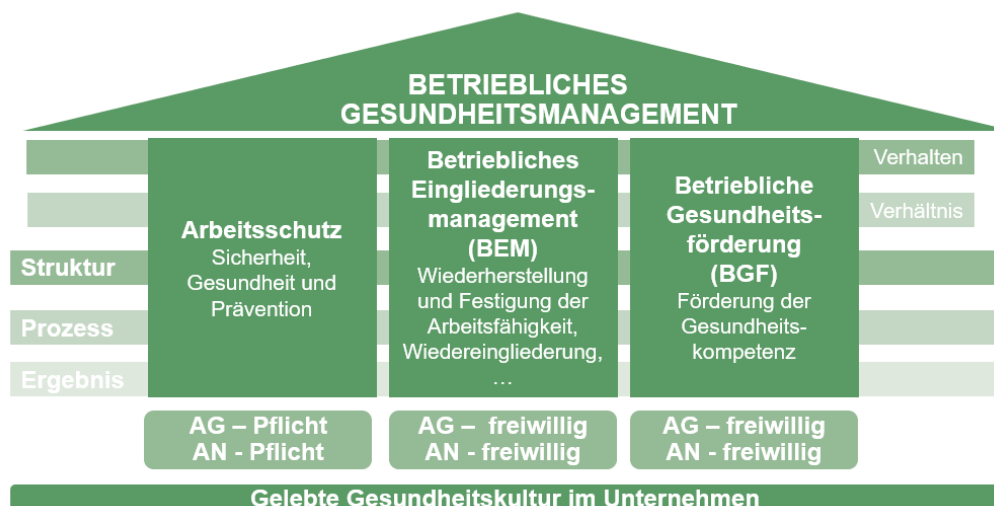 BETRIEBLICHES
GESUNDHEITSMANAGEMENT
Verhalten
Verhältnis
Struktur
Prozess
Ergebnis
Arbeitsschutz
Sicherheit,
Gesundheit und
Prävention
Betriebliches
Eingliederungs-
management
(BEM)
Wiederherstellung
und Festigung der
Arbeitsfähigkeit,
Wiedereingliederung,
…
Betriebliche
Gesundheits-
förderung
(BGF)
Förderung der
Gesundheits-
kompetenz
AG – Pflicht
AN - Pflicht
AG – freiwillig
AN - freiwillig
AG – freiwillig
AN - freiwillig
Gelebte Gesundheitskultur im Unternehmen